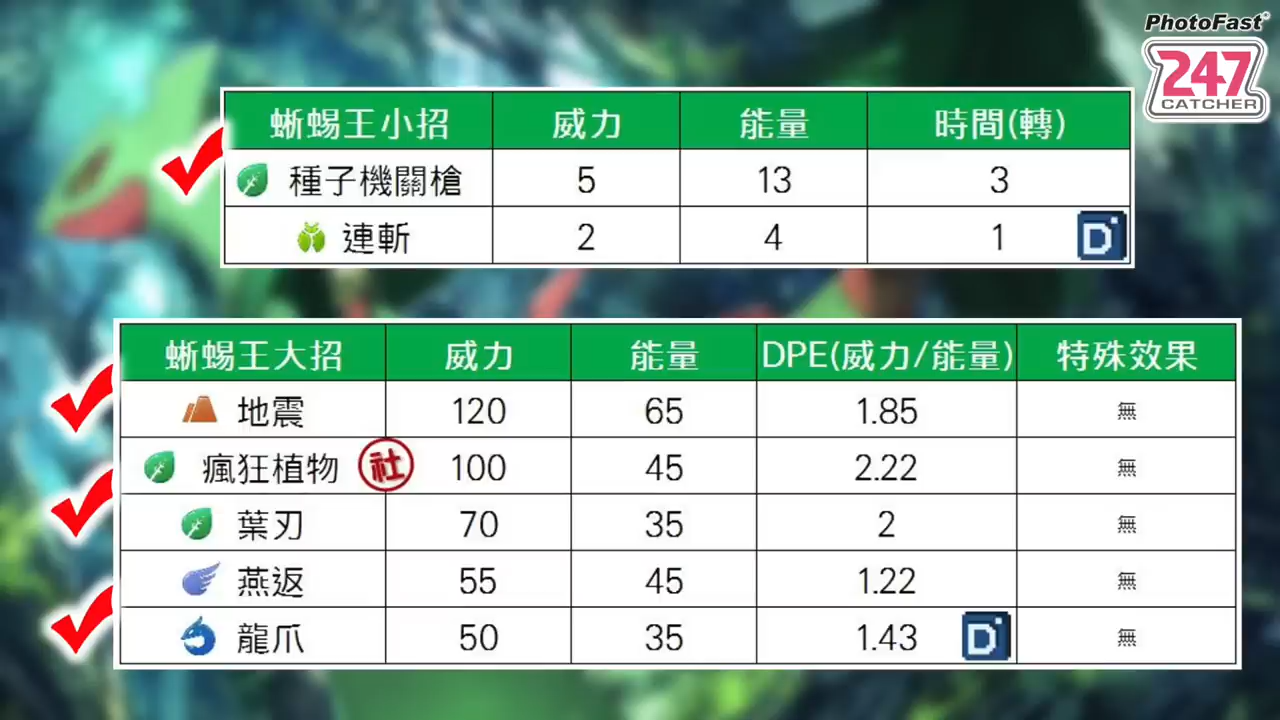 PhotoFast
247
CATCHER
蜥蜴王小招 威力 能量 時間(轉)
種子機關槍 5 13 3
連斬 2 4 1 D
蜥蜴王大招 威力 能量 DPE(威力/能量) 特殊效果
地震 120 65 1.85 無
瘋狂植物 社 100 45 2.22 無
葉刃 70 35 2 無
燕返 55 45 1.22 無
龍爪 50 35 1.43 D 無